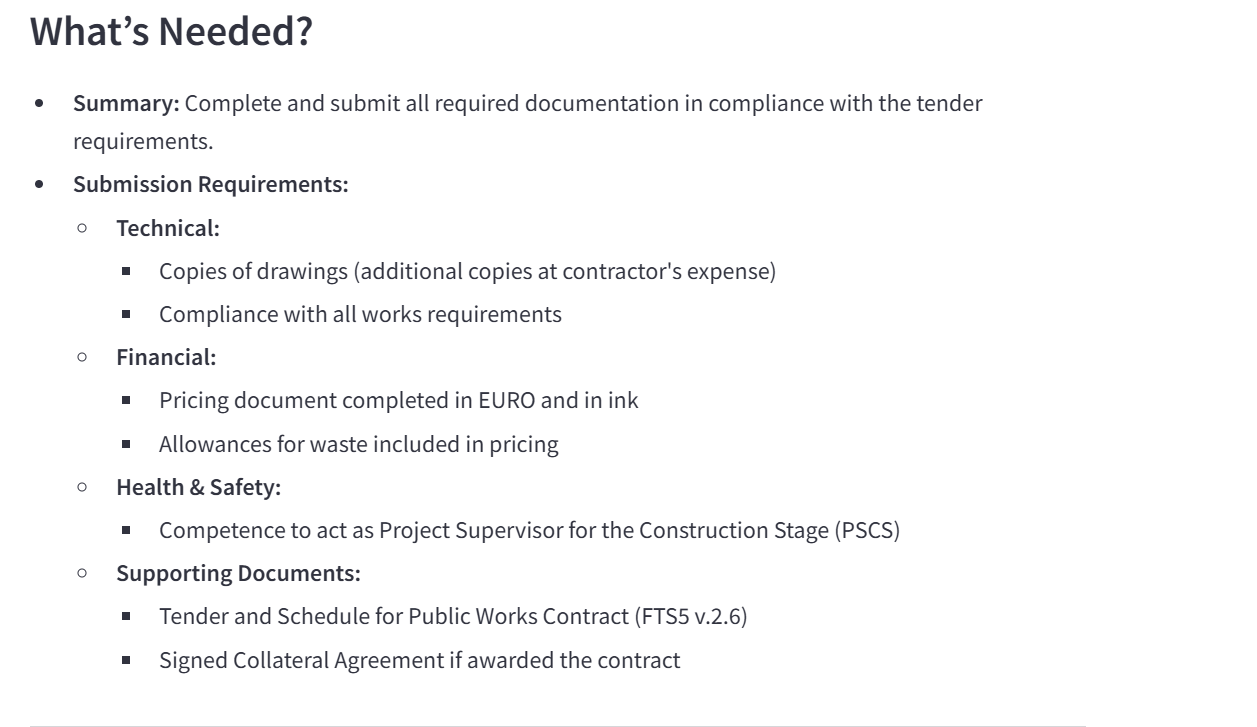 What’s Needed?
Summary: Complete and submit all required documentation in compliance with the tender
requirements.
Submission Requirements:
Technical:
Copies of drawings (additional copies at contractor's expense)
Compliance with all works requirements
Financial:
Pricing document completed in EURO and in ink
Allowances for waste included in pricing
Health & Safety:
Competence to act as Project Supervisor for the Construction Stage (PSCS)
Supporting Documents:
Tender and Schedule for Public Works Contract (FTS5 v.2.6)
Signed Collateral Agreement if awarded the contract